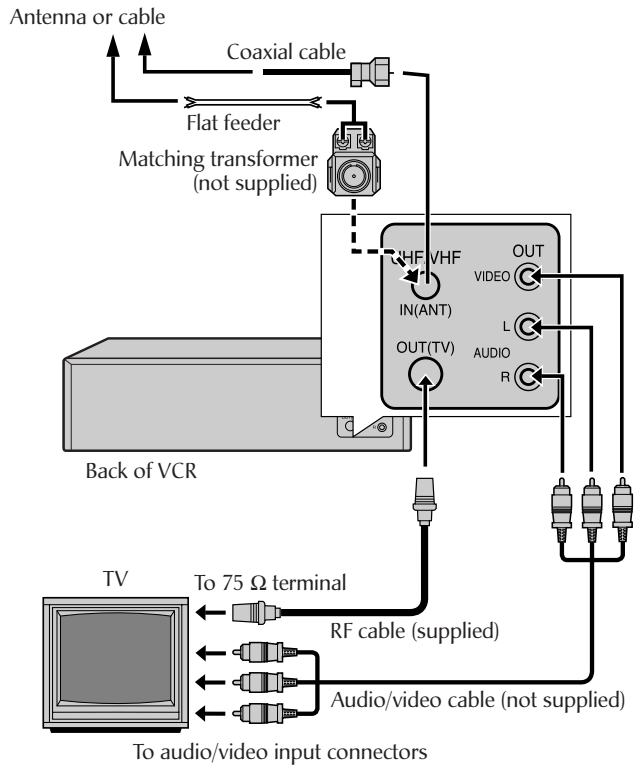 Antenna or cable
Coaxial cable
Flat feeder
Matching transformer
(not supplied)
UHF/VHF
OUT
VIDEO
IN(ANT)
L
OUT(TV)
AUDIO
R
R
Back of VCR
TV
To 75 Ω terminal
RF cable (supplied)
Audio/video cable (not supplied)
To audio/video input connectors